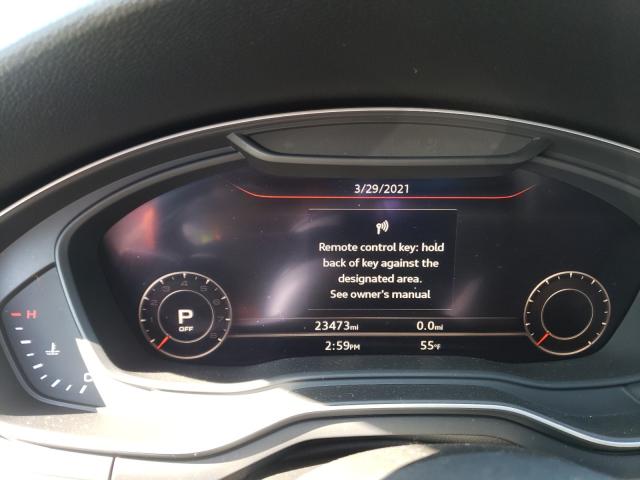 3/29/2021
Remote control key: hold
back of key against the
designated area.
See owner's manual
P
OFF
H
C
23473mi 0.0mi
2:59PM 55°F